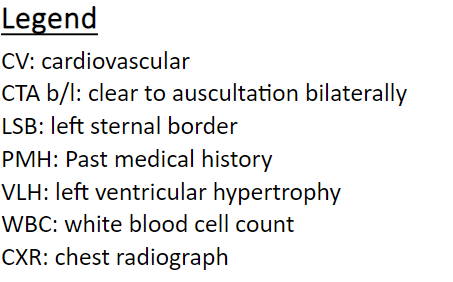 Legend
CV: cardiovascular
CTA b/l: clear to auscultation bilaterally
LSB: left sternal border
PMH: Past medical history
VLH: left ventricular hypertrophy
WBC: white blood cell count
CXR: chest radiograph